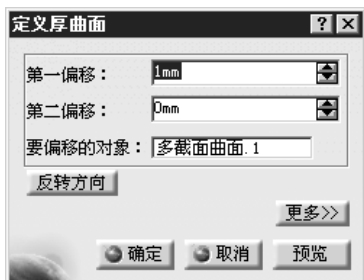 定义厚曲面 ? ×
第一偏移： 1mm
第二偏移： 0mm
要偏移的对象： 多截面曲面.1
反转方向
更多>>
确定 取消 预览